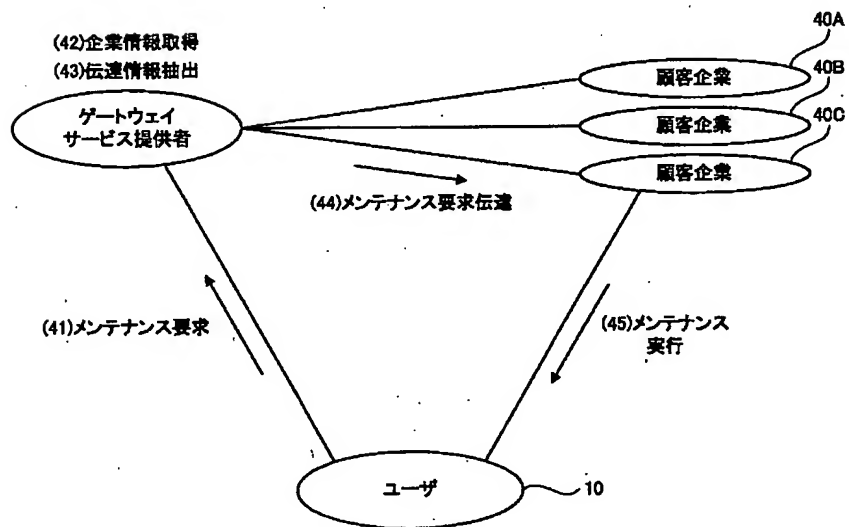 (42)企業情報取得
(43)伝達情報抽出
ゲートウェイ
サービス提供者
40A
顧客企業
40B
顧客企業
40C
顧客企業
(44)メンテナンス要求伝達
(41)メンテナンス要求
(45)メンテナンス
実行
ユーザ
10